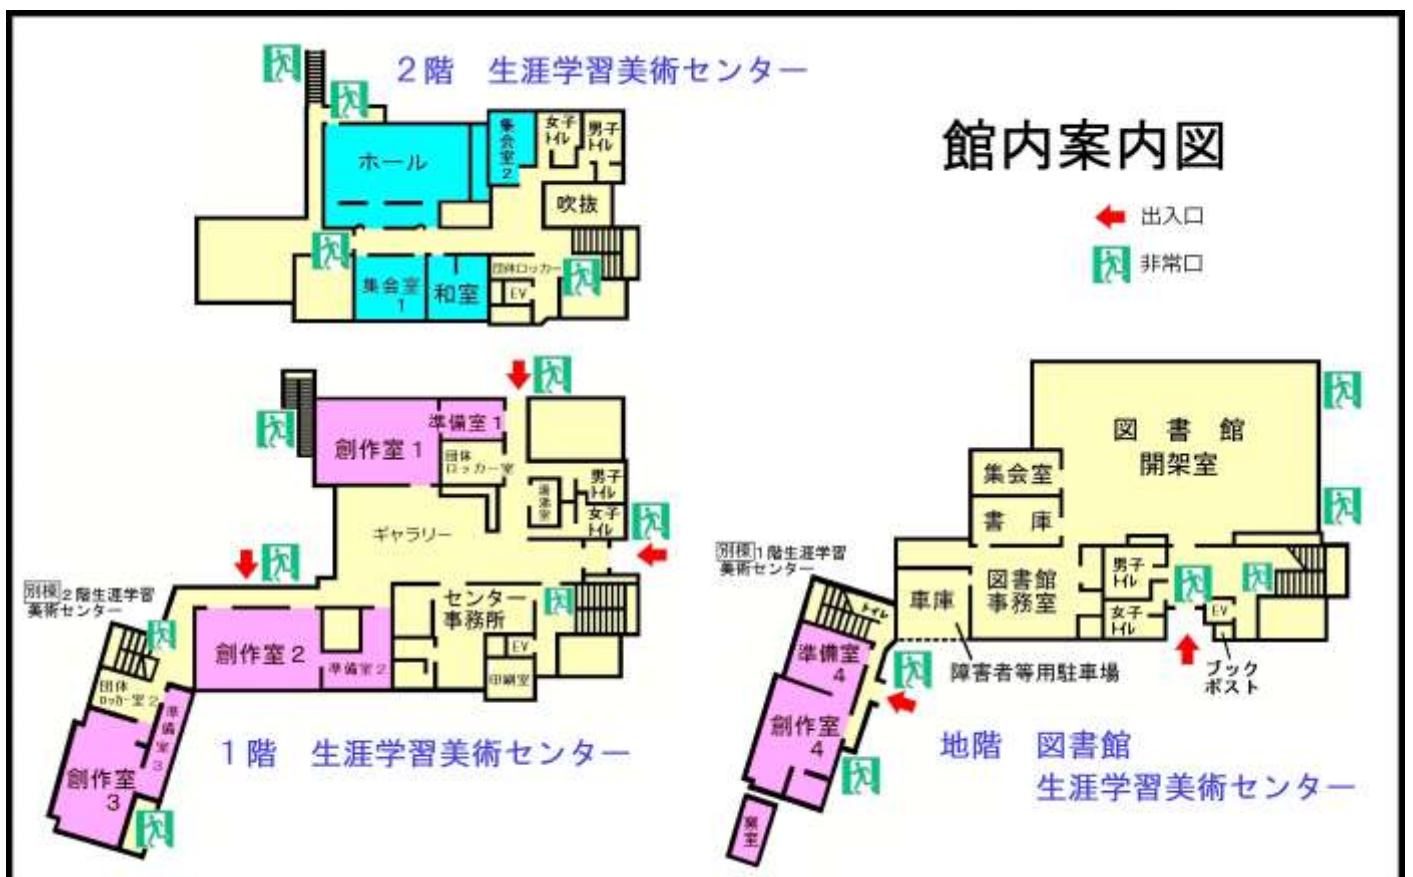 ２階　生涯学習美術センター
館内案内図
出入口
非常口
ホール
集会室2
女子
トイレ
男子
トイレ
吹抜
集会室
1
和室
団体ロッカー
EV
創作室1
準備室1
団体
ロッカー室
男子
トイレ
湯沸室
女子
トイレ
ギャラリー
別棟2階生涯学習
美術センター
センター
事務所
創作室2
準備室2
EV
印刷室
団体
ロッカー室2
準備室3
創作室
3
１階　生涯学習美術センター
図　書　館
開架室
集会室
書　庫
別棟1階生涯学習
美術センター
図書館
事務室
車庫
男子
トイレ
女子
トイレ
EV
トイレ
準備室
4
創作室
4
窯室
障害者等用駐車場
ブック
ポスト
地階　図書館
生涯学習美術センター